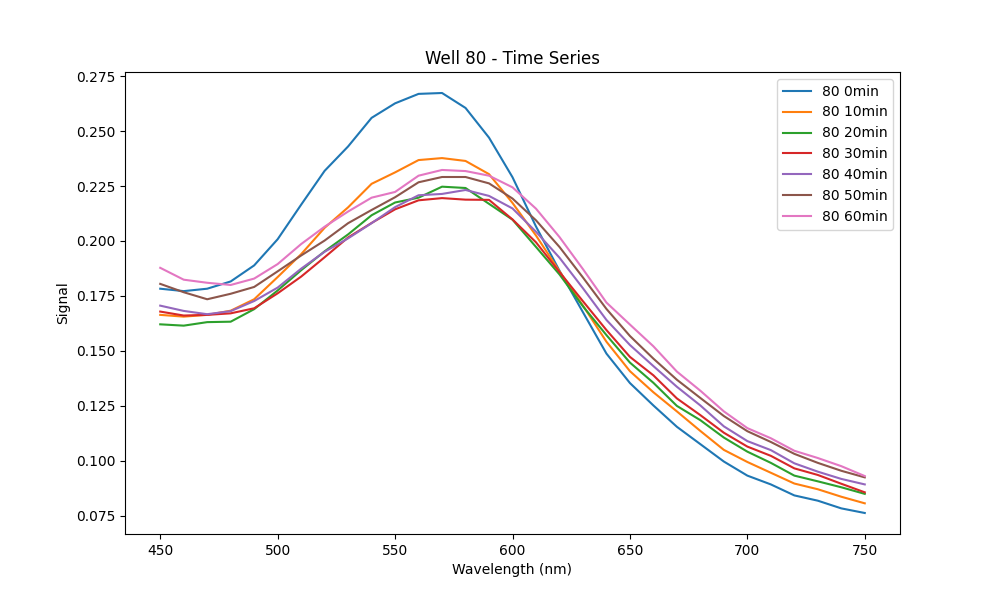 Well 80 - Time Series
0.275
0.250
0.225
0.200
0.175
0.150
0.125
0.100
0.075
Signal
80 0min
80 10min
80 20min
80 30min
80 40min
80 50min
80 60min
450 500 550 600 650 700 750
Wavelength (nm)